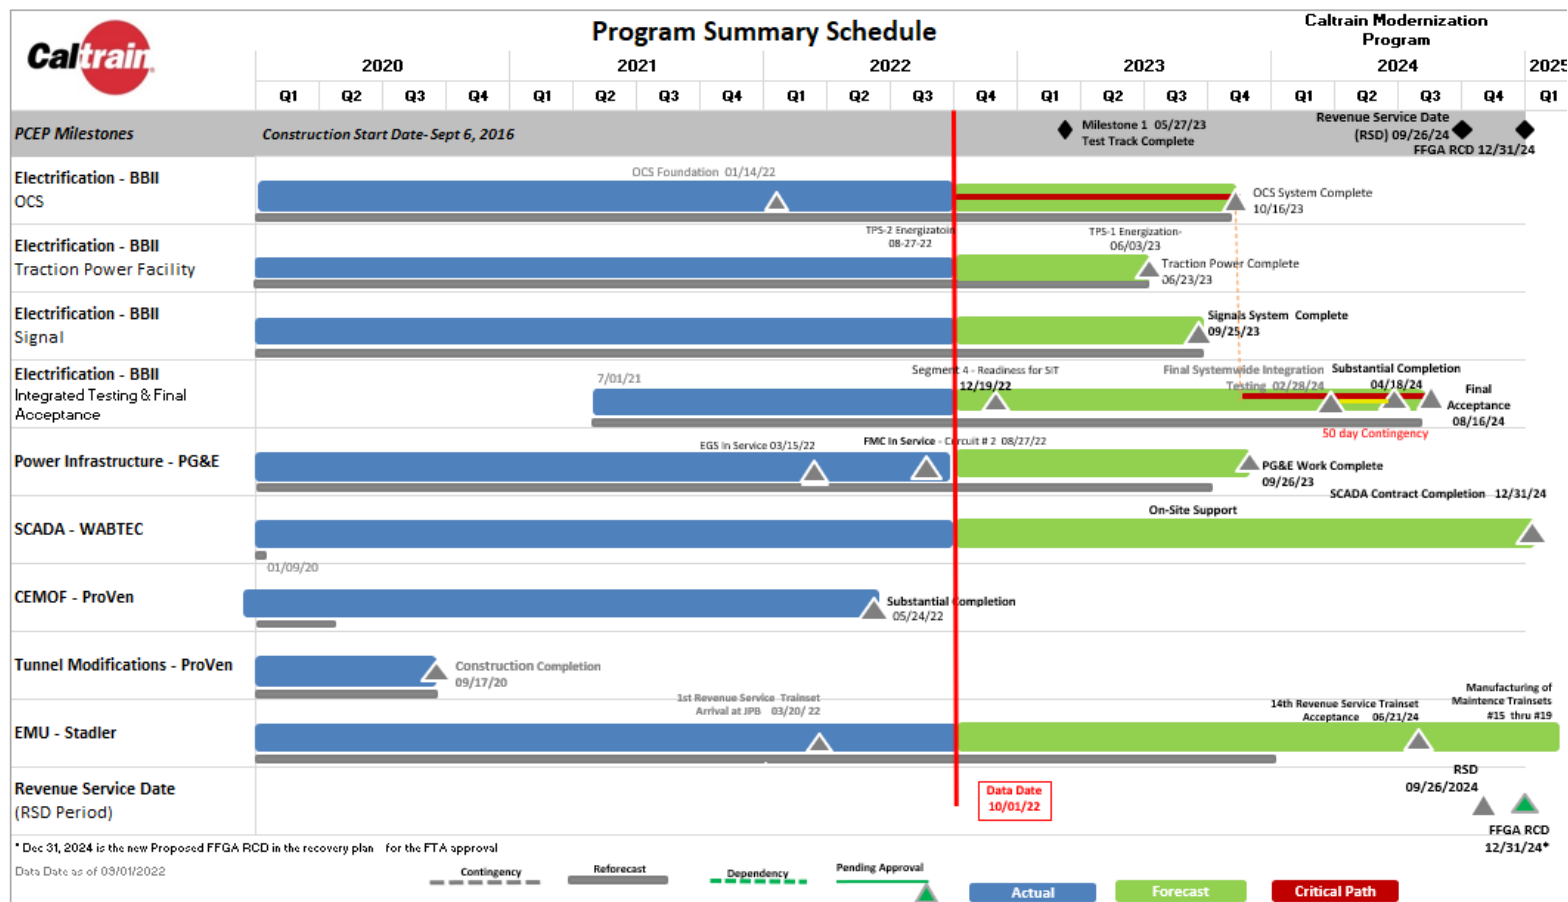 Caltrain
Program Summary Schedule
Caltrain Modernization
Program
2020 2021 2022 2023 2024 2025
Q1 Q2 Q3 Q4 Q1 Q2 Q3 Q4 Q1 Q2 Q3 Q4 Q1 Q2 Q3 Q4 Q1 Q2 Q3 Q4 Q1
PCEP Milestones
Construction Start Date- Sept 6, 2016
Milestone 1 05/27/23
Test Track Complete
Revenue Service Date
(RSD) 09/26/24
FFGA RCD 12/31/24
Electrification - BBII
OCS
OCS Foundation 01/14/22
OCS System Complete
10/16/23
Electrification - BBII
Traction Power Facility
TPS-2 Energizatoin
08-27-22
TPS-1 Energization-
06/03/23
Traction Power Complete
06/23/23
Electrification - BBII
Signal
Signals System Complete
09/25/23
Electrification - BBII
Integrated Testing & Final
Acceptance
7/01/21
Segment 4 - Readiness for SIT
12/19/22
Final Systemwide Integration
Testing 02/28/24
Substantial Completion
04/18/24
Final
Acceptance
08/16/24
50 day Contingency
Power Infrastructure - PG&E
EGS In Service 03/15/22
FMC In Service - Circuit # 2 08/27/22
PG&E Work Complete
09/26/23
SCADA Contract Completion 12/31/24
SCADA - WABTEC
On-Site Support
01/09/20
CEMOF - ProVen
Substantial Completion
05/24/22
Tunnel Modifications - ProVen
Construction Completion
09/17/20
EMU - Stadler
1st Revenue Service Trainset
Arrival at JPB 03/20/ 22
14th Revenue Service Trainset
Acceptance 06/21/24
Manufacturing of
Maintence Trainsets
#15 thru #19
Revenue Service Date
(RSD Period)
Data Date
10/01/22
RSD
09/26/2024
FFGA RCD
12/31/24*
* Dec 31, 2024 is the new Proposed FFGA RCD in the recovery plan for the FTA approval
Data Date as of 09/01/2022
Contingency
Reforecast
Dependency
Pending Approval
Actual
Forecast
Critical Path